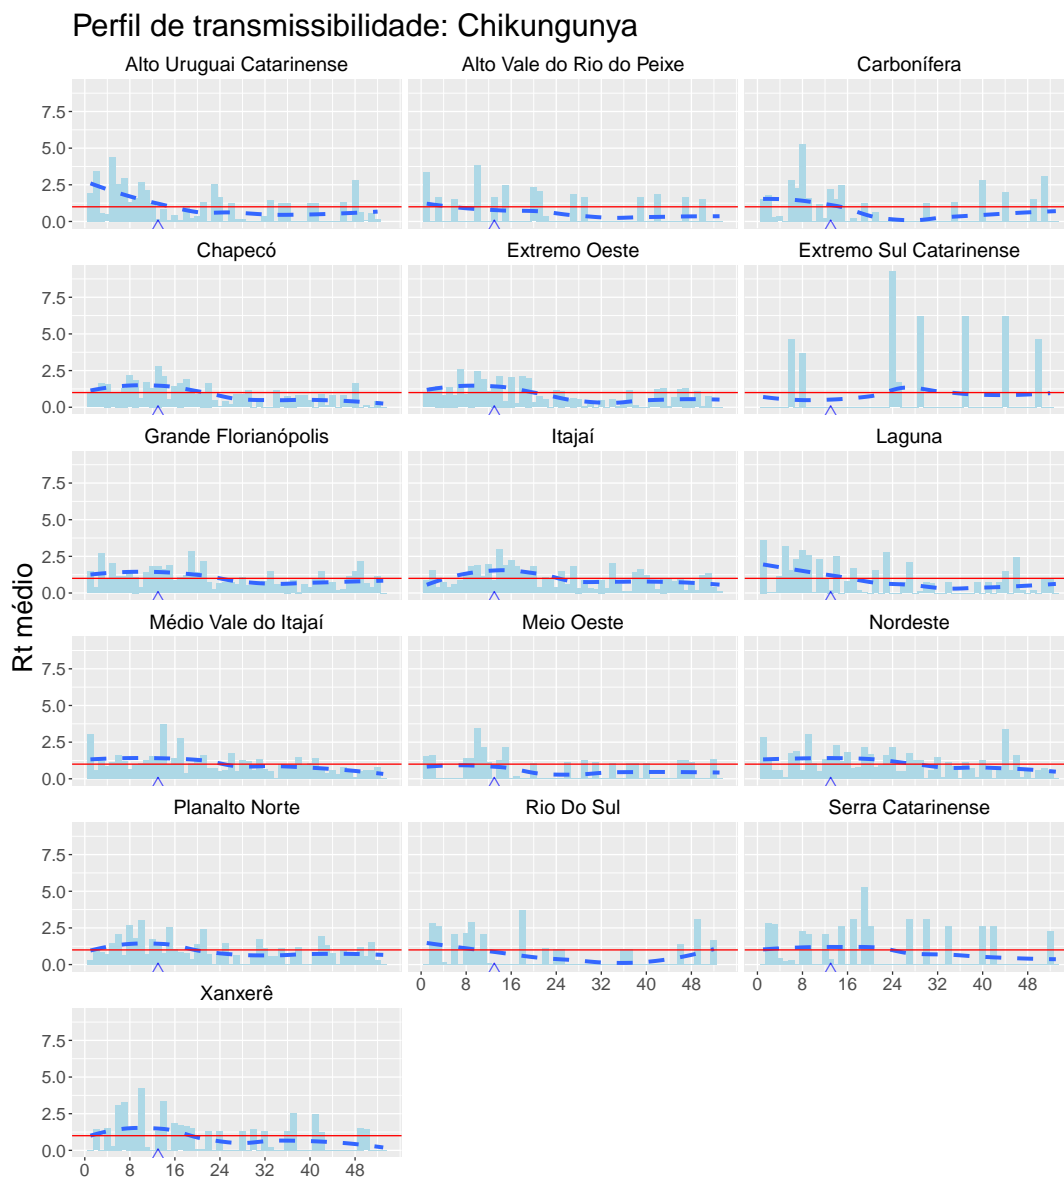 Perfil de transmissibilidade: Chikungunya
Alto Uruguai Catarinense
Alto Vale do Rio do Peixe
Carbonífera
7.5
5.0
2.5
0.0
Chapecó
Extremo Oeste
Extremo Sul Catarinense
7.5
5.0
2.5
0.0
Grande Florianópolis
Itajaí
Laguna
7.5
5.0
2.5
0.0
Rt médio
Médio Vale do Itajaí
Meio Oeste
Nordeste
7.5
5.0
2.5
0.0
Planalto Norte
Rio Do Sul
Serra Catarinense
7.5
5.0
2.5
0.0
0 8 16 24 32 40 48
0 8 16 24 32 40 48
Xanxerê
7.5
5.0
2.5
0.0
0 8 16 24 32 40 48